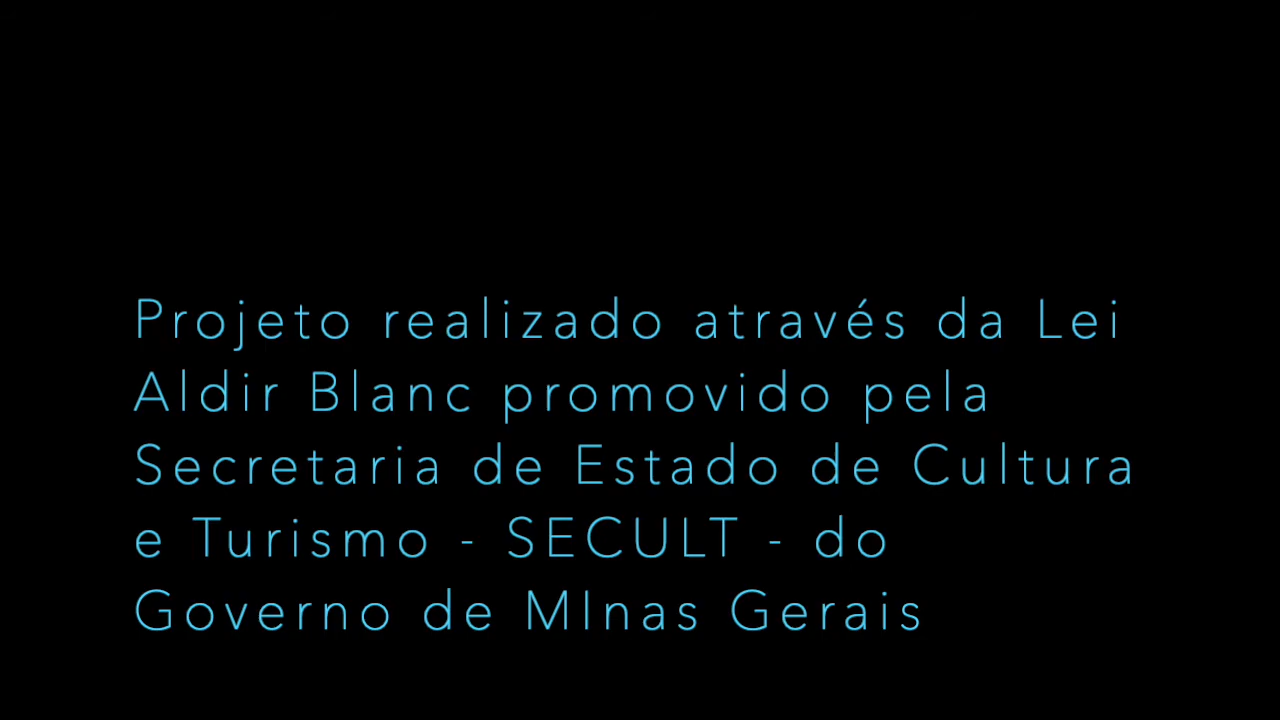 Projeto realizado através da Lei
Aldir Blanc promovido pela
Secretaria de Estado de Cultura
e Turismo - SECULT - do
Governo de MInas Gerais